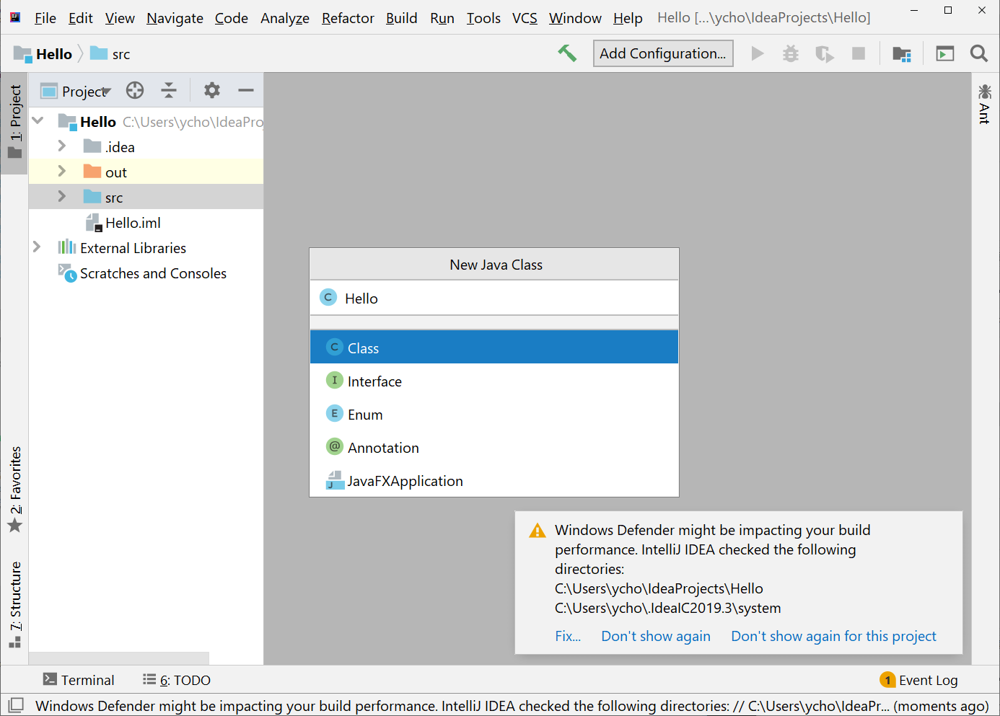 File Edit View Navigate Code Analyze Refactor Build Run Tools VCS Window Help Hello [...\ycho\IdeaProjects\Hello]
Hello src Add Configuration...
1: Project
Project
Hello C:\Users\ycho\IdeaPro
.idea
out
src
Hello.iml
External Libraries
Scratches and Consoles
Ant
New Java Class
C Hello
C Class
I Interface
E Enum
@ Annotation
J JavaFXApplication
2: Favorites
7: Structure
Windows Defender might be impacting your build
performance. IntelliJ IDEA checked the following
directories:
C:\Users\ycho\IdeaProjects\Hello
C:\Users\ycho\.IdeaIC2019.3\system
Fix... Don't show again Don't show again for this project
Terminal 6: TODO 1 Event Log
Windows Defender might be impacting your build performance. IntelliJ IDEA checked the following directories: // C:\Users\ycho\IdeaPr... (moments ago)